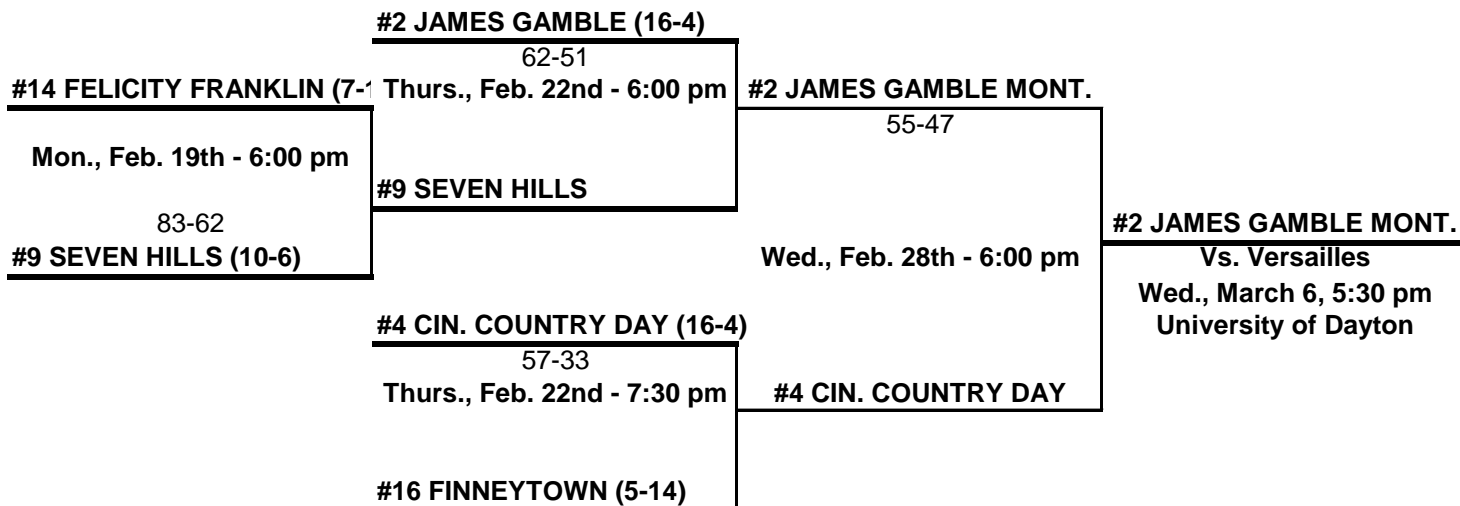 #2 JAMES GAMBLE (16-4)
62-51
#14 FELICITY FRANKLIN (7-1
Thurs., Feb. 22nd - 6:00 pm
#2 JAMES GAMBLE MONT.
55-47
Mon., Feb. 19th - 6:00 pm
#9 SEVEN HILLS
83-62
#2 JAMES GAMBLE MONT.
#9 SEVEN HILLS (10-6)
Wed., Feb. 28th - 6:00 pm
Vs. Versailles
Wed., March 6, 5:30 pm
University of Dayton
#4 CIN. COUNTRY DAY (16-4)
57-33
Thurs., Feb. 22nd - 7:30 pm
#4 CIN. COUNTRY DAY
#16 FINNEYTOWN (5-14)